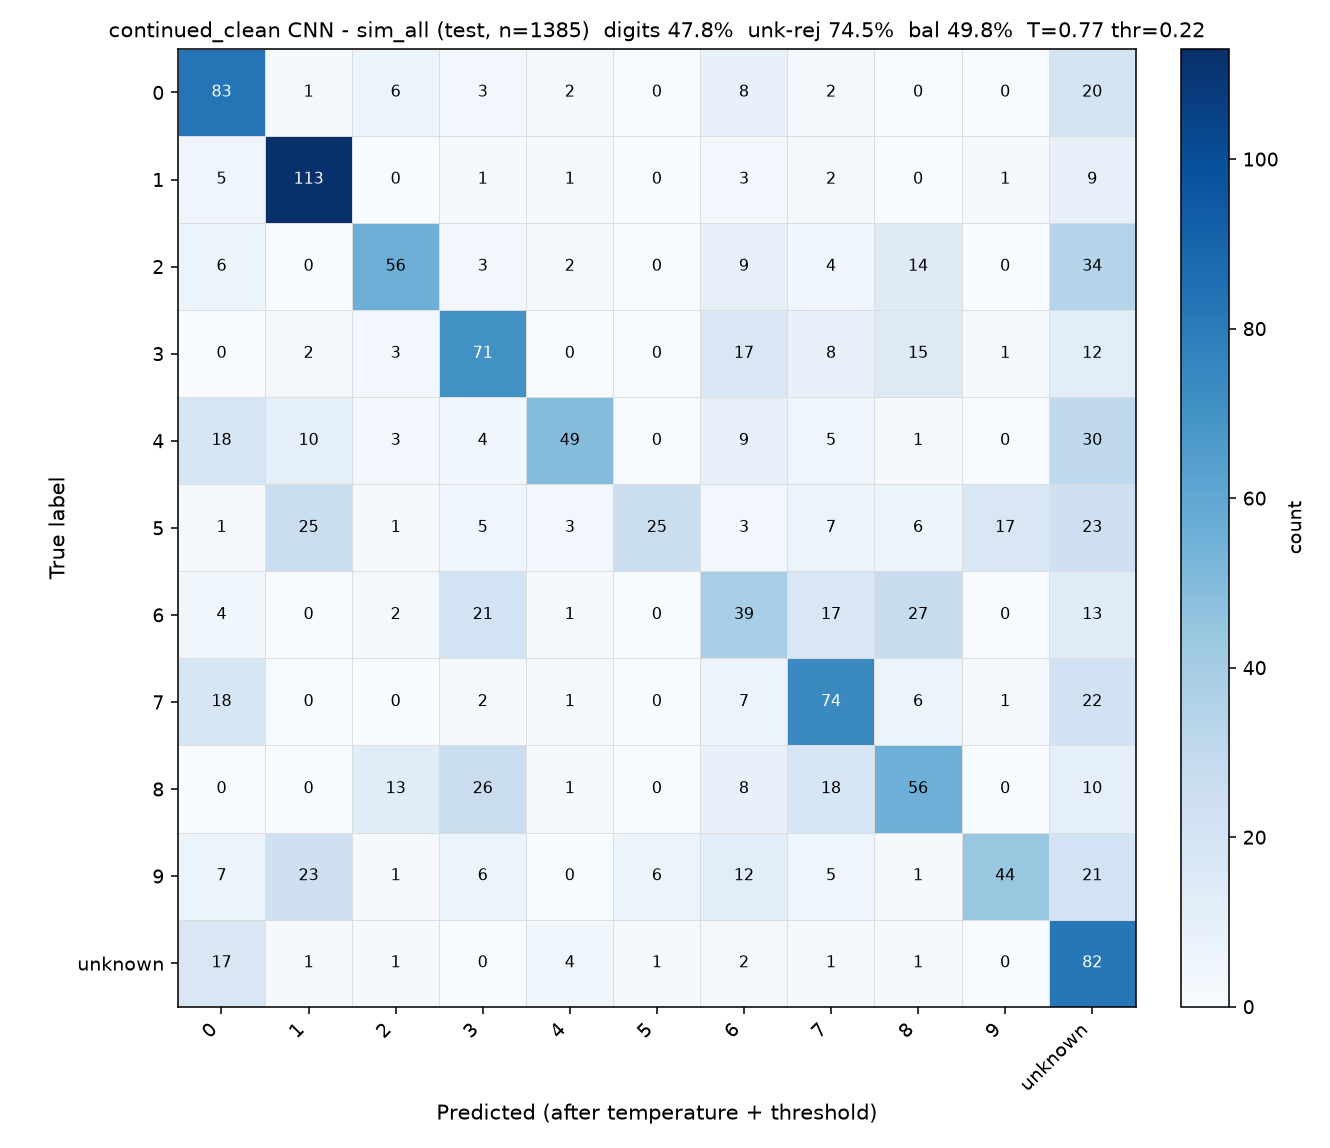 continued_clean CNN - sim_all (test, n=1385)  digits 47.8%  unk-rej 74.5%  bal 49.8%  T=0.77 thr=0.22
0 83 1 6 3 2 0 8 2 0 0 20
1 5 113 0 1 1 0 3 2 0 1 9
2 6 0 56 3 2 0 9 4 14 0 34
3 0 2 3 71 0 0 17 8 15 1 12
4 18 10 3 4 49 0 9 5 1 0 30
5 1 25 1 5 3 25 3 7 6 17 23
6 4 0 2 21 1 0 39 17 27 0 13
7 18 0 0 2 1 0 7 74 6 1 22
8 0 0 13 26 1 0 8 18 56 0 10
9 7 23 1 6 0 6 12 5 1 44 21
unknown 17 1 1 0 4 1 2 1 1 0 82
0 1 2 3 4 5 6 7 8 9 unknown
Predicted (after temperature + threshold)
True label
100
80
60
40
20
0
count